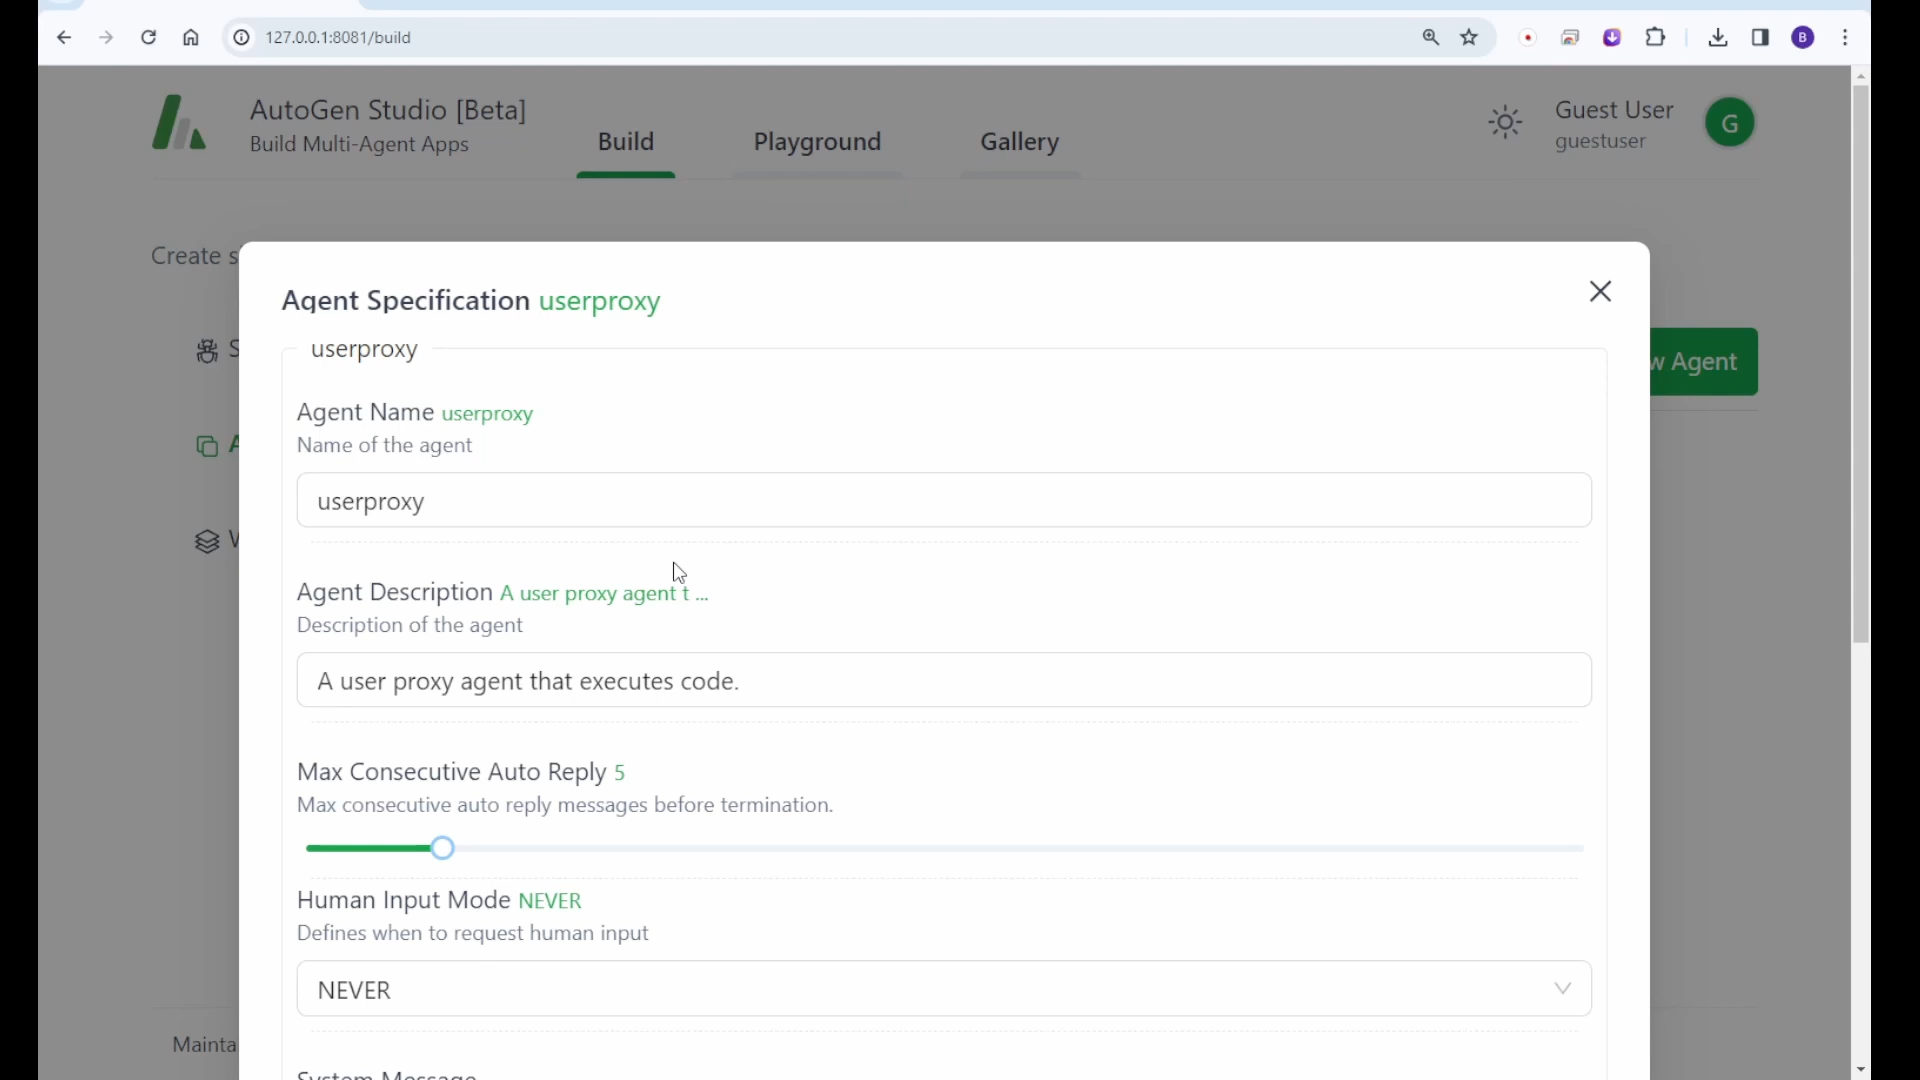 127.0.0.1:8081/build
B
AutoGen Studio [Beta]
Build Multi-Agent Apps
Build
Playground
Gallery
Guest User
guestuser
G
Create s
Agent Specification userproxy
userproxy
w Agent
Agent Name userproxy
Name of the agent
userproxy
Agent Description A user proxy agent t ...
Description of the agent
A user proxy agent that executes code.
Max Consecutive Auto Reply 5
Max consecutive auto reply messages before termination.
Human Input Mode NEVER
Defines when to request human input
NEVER
Mainta
System Message